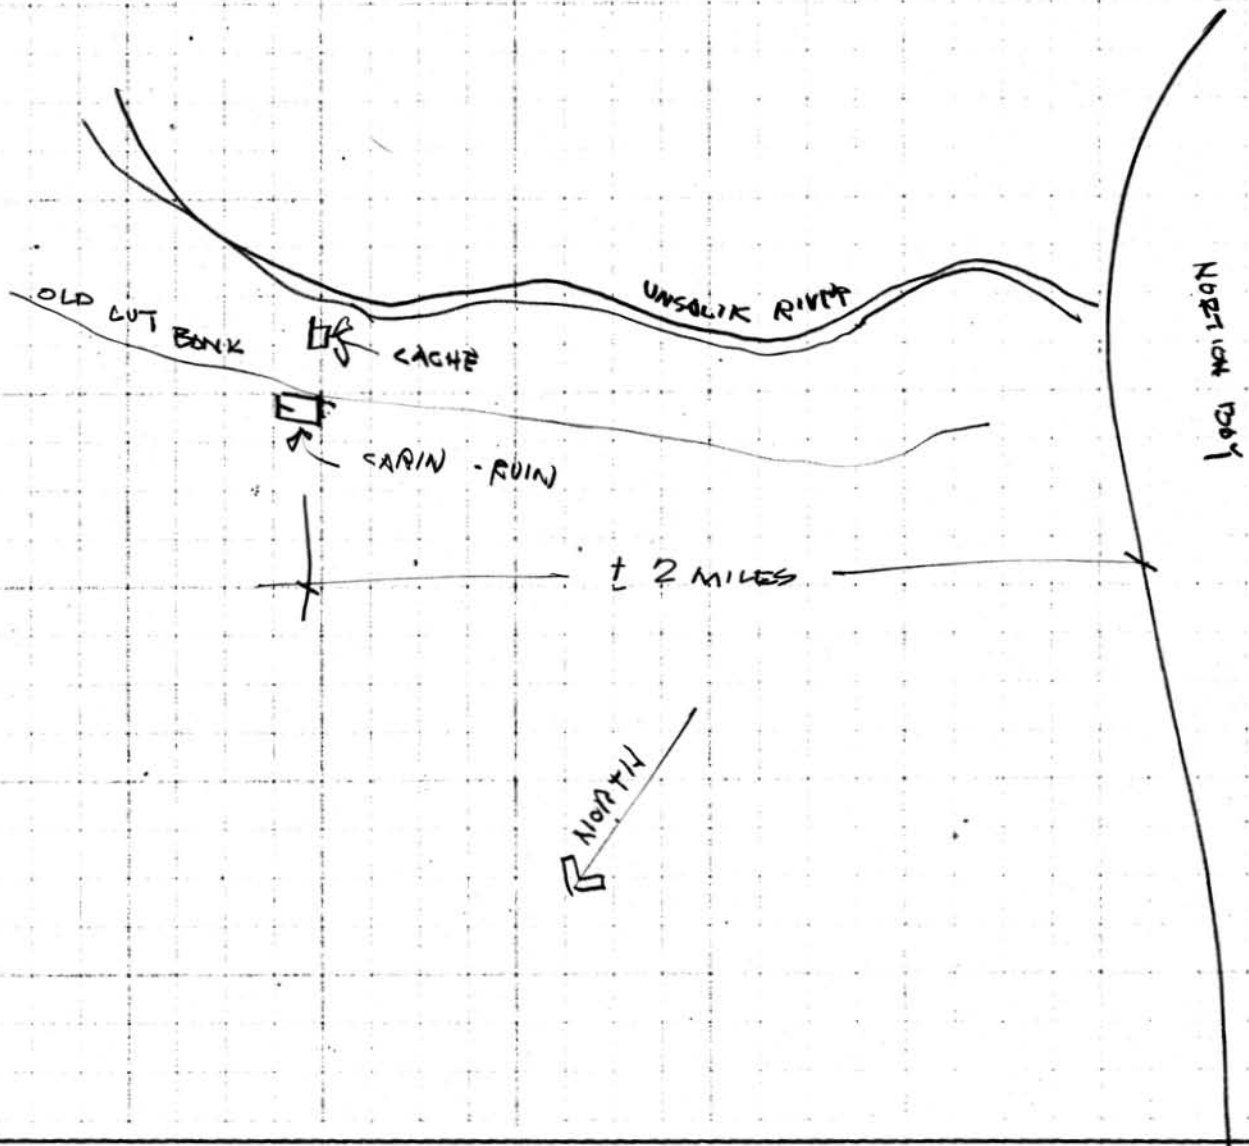 UNSALIK RIVER
OLD CUT BANK
CACHE
CABIN - RUIN
NORTON BAY
± 2 MILES
NORTH